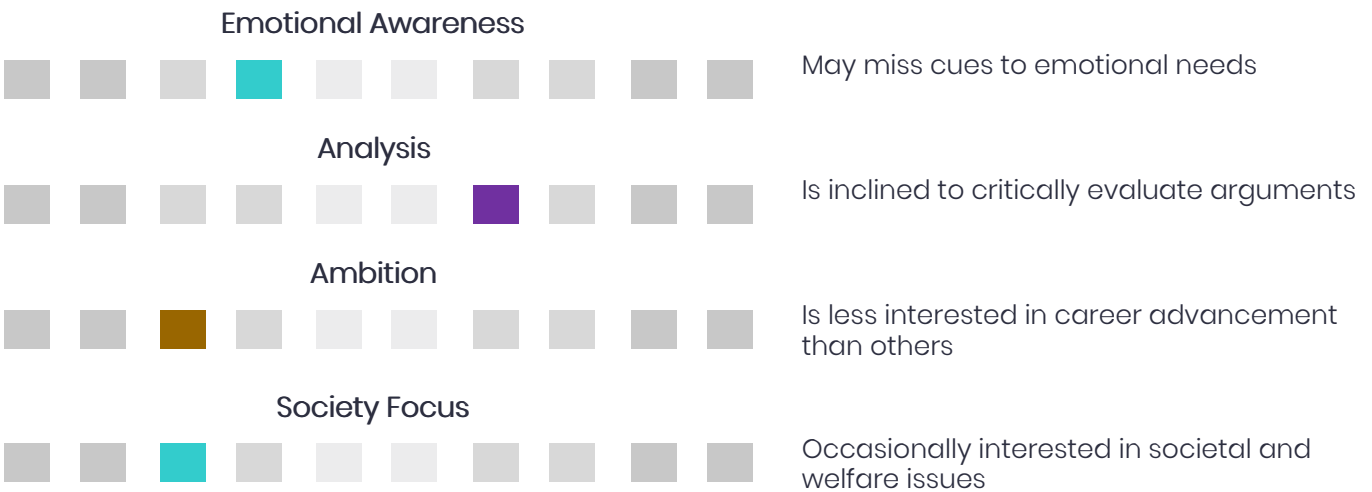 Emotional Awareness
May miss cues to emotional needs
Analysis
Is inclined to critically evaluate arguments
Ambition
Is less interested in career advancement
than others
Society Focus
Occasionally interested in societal and
welfare issues